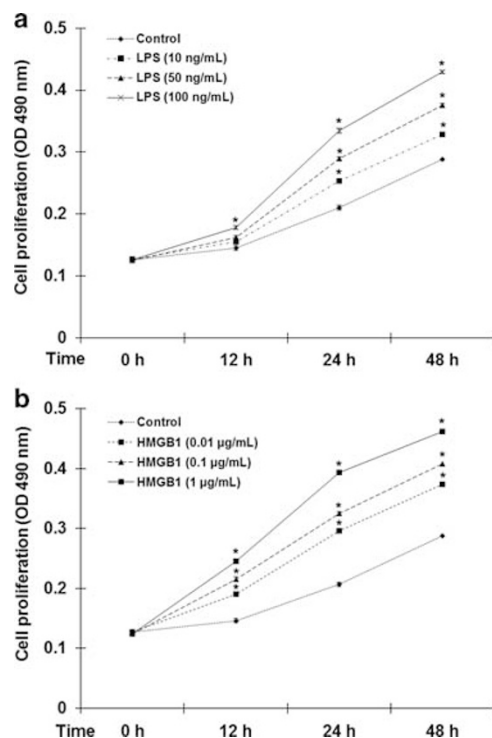 a
Cell proliferation (OD 490 nm)
0.5
0.4
0.3
0.2
0.1
0
Control
LPS (10 ng/mL)
LPS (50 ng/mL)
LPS (100 ng/mL)
*
*
*
*
*
*
*
Time 0 h 12 h 24 h 48 h
b
Cell proliferation (OD 490 nm)
0.5
0.4
0.3
0.2
0.1
0
Control
HMGB1 (0.01 µg/mL)
HMGB1 (0.1 µg/mL)
HMGB1 (1 µg/mL)
*
*
*
*
*
*
*
*
*
Time 0 h 12 h 24 h 48 h